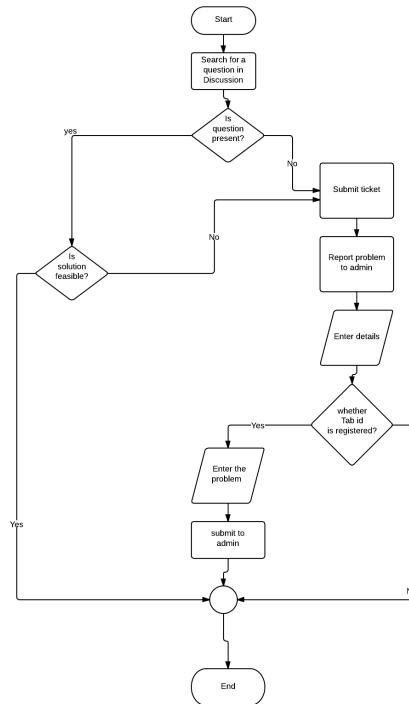 Start
Search for a
question in
Discussion
Is
question
present?
yes
No
Submit ticket
No
Is
solution
feasible?
Report problem
to admin
Enter details
whether
Tab id
is registered?
Yes
Enter the
problem
Yes
submit to
admin
End